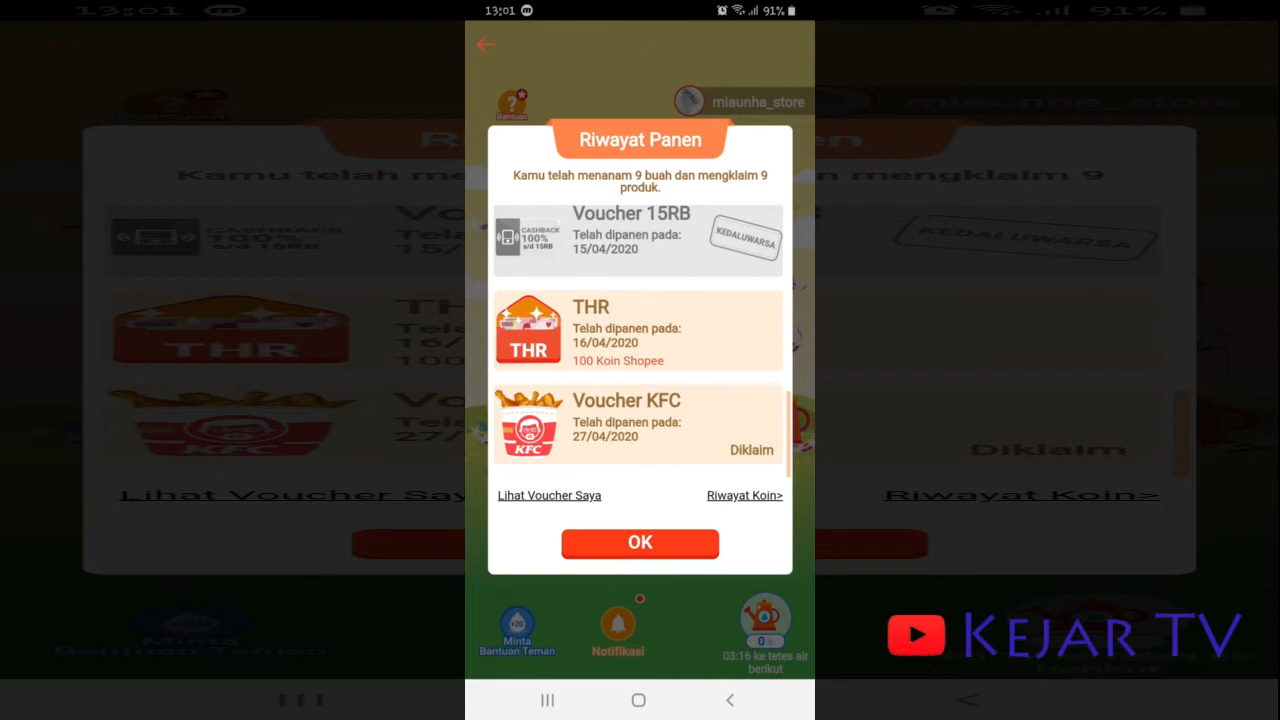 13:01
91%
Bantuan
miaunha_store
Riwayat Panen
Kamu telah menanam 9 buah dan mengklaim 9
produk.
Voucher 15RB
CASHBACK
100%
s/d 15RB
Telah dipanen pada:
15/04/2020
KEDALUWARSA
THR
THR
Telah dipanen pada:
16/04/2020
100 Koin Shopee
Voucher KFC
KFC
Telah dipanen pada:
27/04/2020
Diklaim
Lihat Voucher Saya
Riwayat Koin>
OK
+20
Minta
Bantuan Teman
Notifikasi
0
03:16 ke tetes air
berikut
KEJAR TV